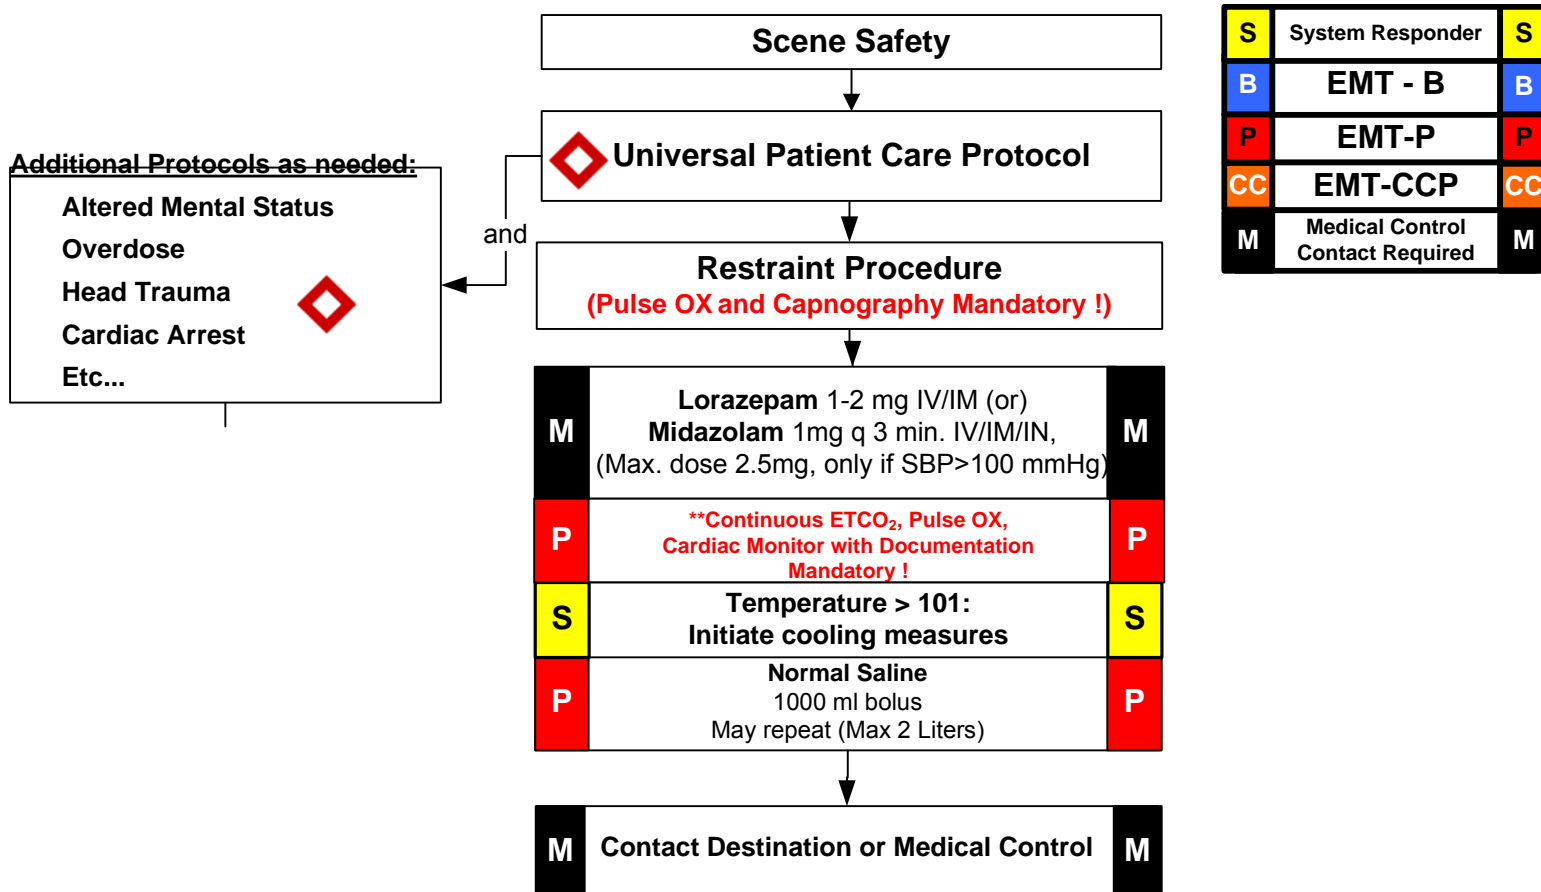 Scene Safety
S System Responder S
B EMT - B B
P EMT-P P
CC EMT-CCP CC
M Medical Control M
Contact Required
Universal Patient Care Protocol
Additional Protocols as needed:
Altered Mental Status
Overdose
Head Trauma
Cardiac Arrest
Etc...
and
Restraint Procedure
(Pulse OX and Capnography Mandatory !)
Lorazepam 1-2 mg IV/IM (or)
M Midazolam 1mg q 3 min. IV/IM/IN, M
(Max. dose 2.5mg, only if SBP>100 mmHg)
**Continuous ETCO₂, Pulse OX,
P Cardiac Monitor with Documentation P
Mandatory !
Temperature > 101:
S Initiate cooling measures S
Normal Saline
P 1000 ml bolus P
May repeat (Max 2 Liters)
M Contact Destination or Medical Control M